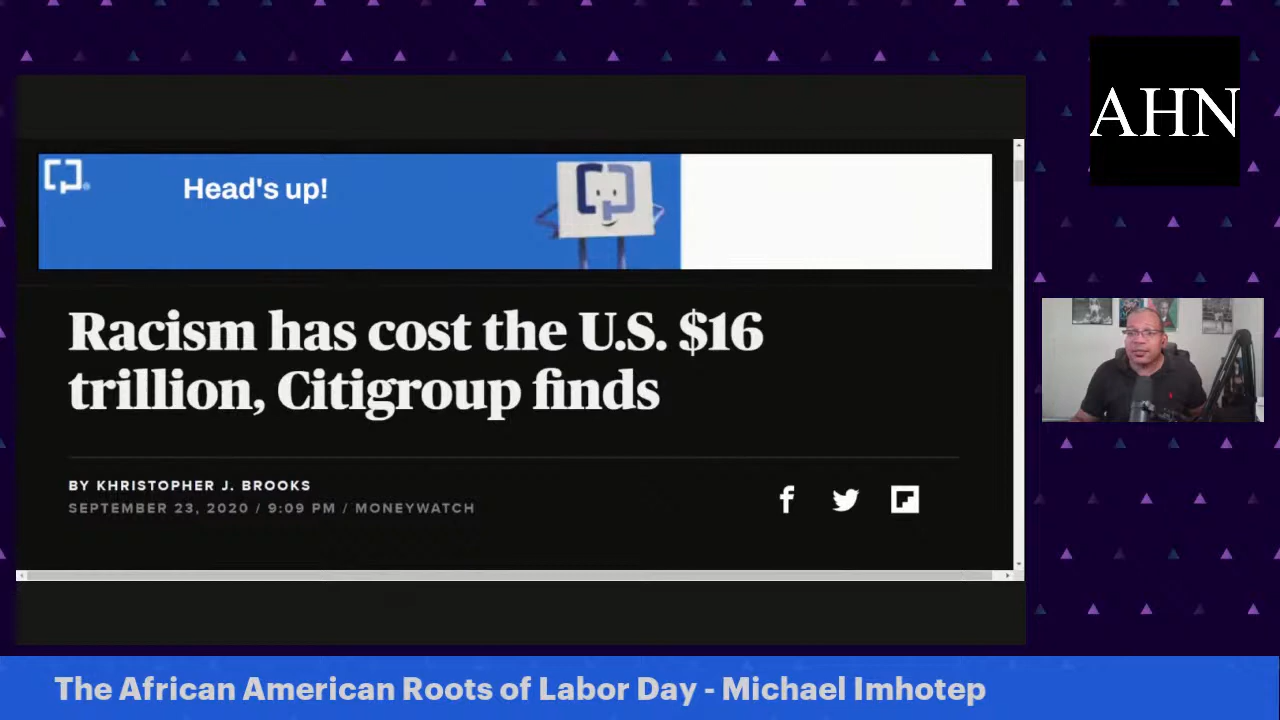 AHN
Head's up!
Racism has cost the U.S. $16
trillion, Citigroup finds
BY KHRISTOPHER J. BROOKS
SEPTEMBER 23, 2020 / 9:09 PM / MONEYWATCH
The African American Roots of Labor Day - Michael Imhotep